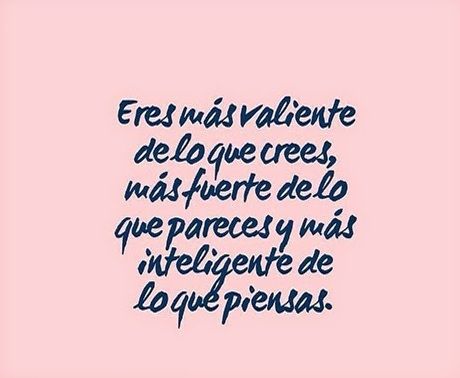 Eres más valiente
de lo que crees,
más fuerte de lo
que pareces y más
inteligente de
lo que piensas.